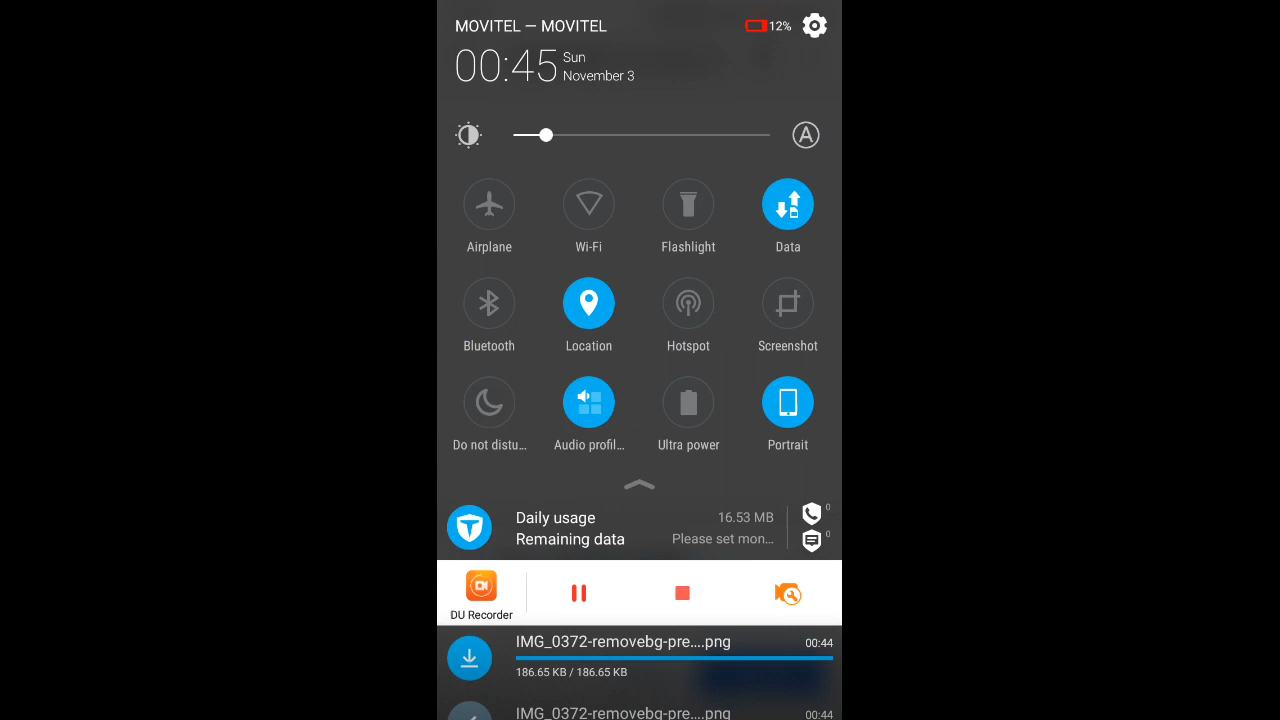 MOVITEL — MOVITEL
12%
00:45
Sun
November 3
A
Airplane
Wi-Fi
Flashlight
Data
Bluetooth
Location
Hotspot
Screenshot
Do not distu...
Audio profil...
Ultra power
Portrait
Daily usage
16.53 MB
0
Remaining data
Please set mon...
0
DU Recorder
IMG_0372-removebg-pre....png
00:44
186.65 KB / 186.65 KB
IMG_0372-removebg-pre....png
00:44